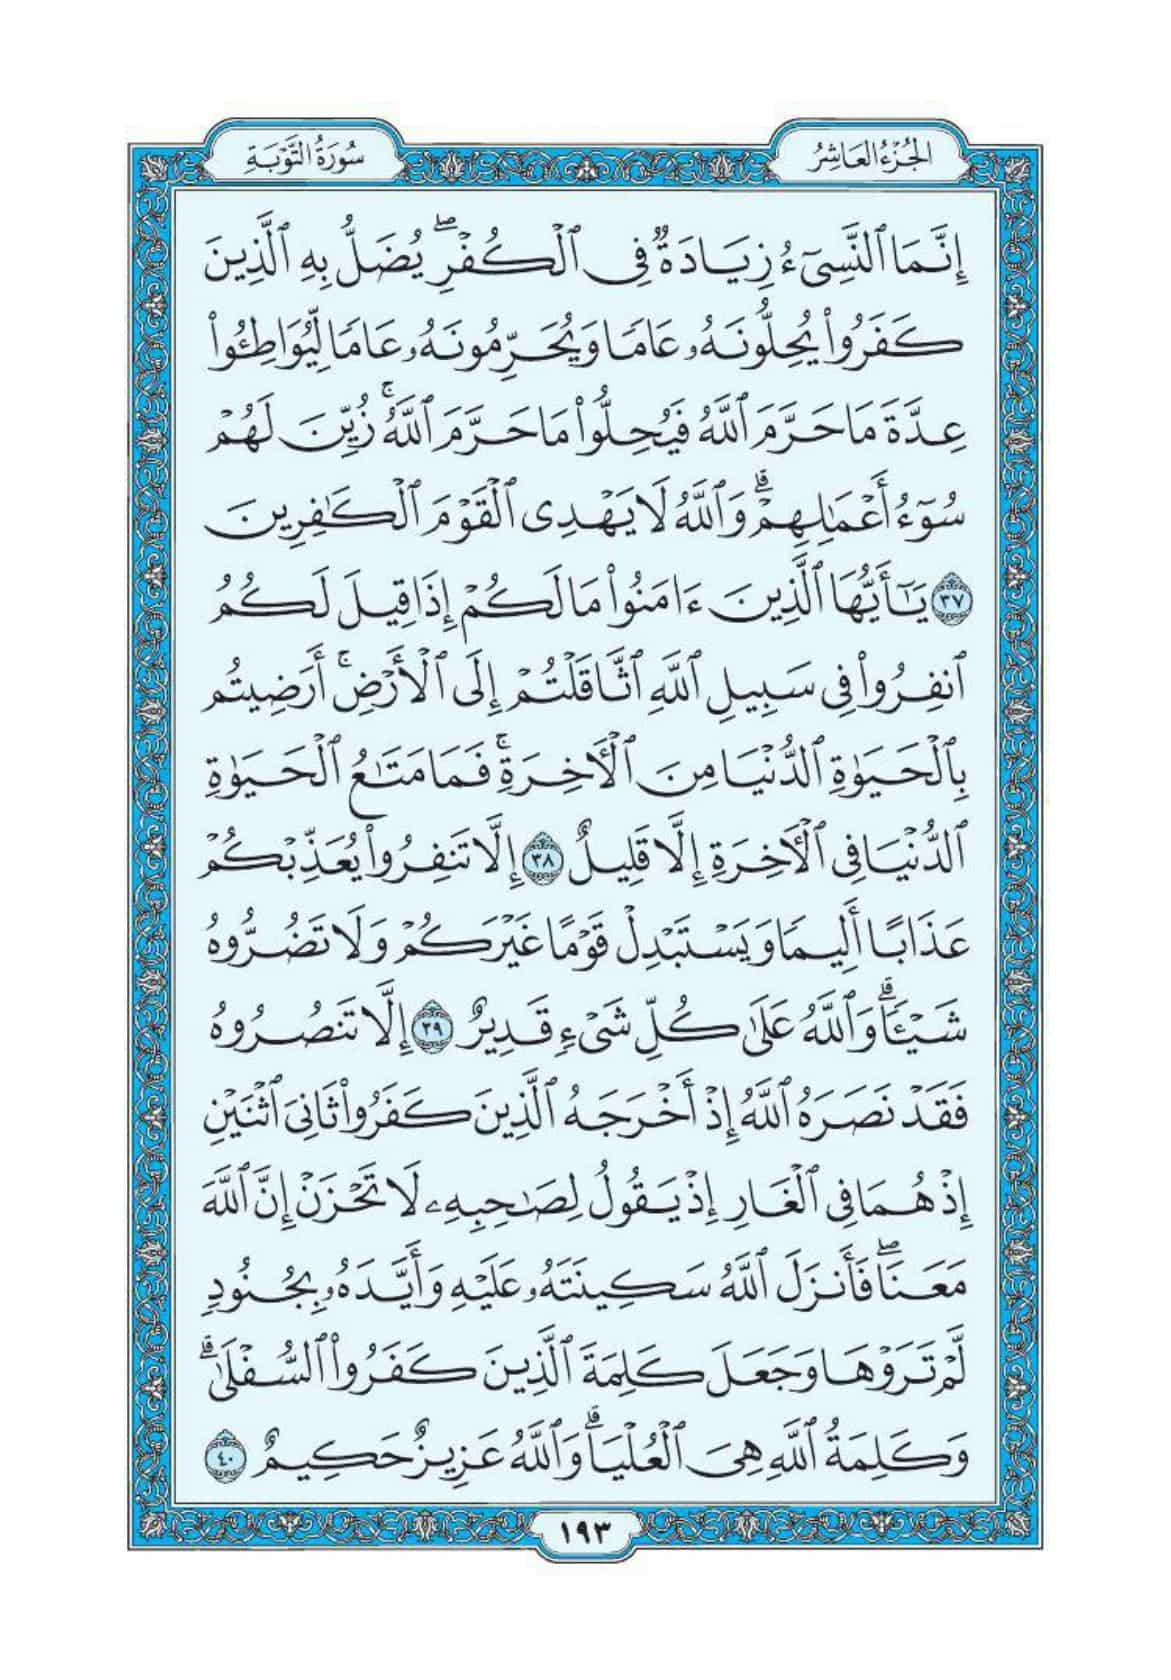 الجُزْءُ العَاشِرُ
سُورَةُ التَّوْبَةِ
إِنَّمَا ٱلنَّسِىٓءُ زِيَادَةٌ فِى ٱلْكُفْرِ ۖ يُضَلُّ بِهِ ٱلَّذِينَ
كَفَرُوا۟ يُحِلُّونَهُۥ عَامًا وَيُحَرِّمُونَهُۥ عَامًا لِّيُوَاطِـُٔوا۟
عِدَّةَ مَا حَرَّمَ ٱللَّهُ فَيُحِلُّوا۟ مَا حَرَّمَ ٱللَّهُ ۚ زُيِّنَ لَهُمْ
سُوٓءُ أَعْمَـٰلِهِمْ ۗ وَٱللَّهُ لَا يَهْدِى ٱلْقَوْمَ ٱلْكَـٰفِرِينَ
٣٧ يَـٰٓأَيُّهَا ٱلَّذِينَ ءَامَنُوا۟ مَا لَكُمْ إِذَا قِيلَ لَكُمُ
ٱنفِرُوا۟ فِى سَبِيلِ ٱللَّهِ ٱثَّاقَلْتُمْ إِلَى ٱلْأَرْضِ ۚ أَرَضِيتُم
بِٱلْحَيَوٰةِ ٱلدُّنْيَا مِنَ ٱلْأَخِرَةِ ۚ فَمَا مَتَـٰعُ ٱلْحَيَوٰةِ
ٱلدُّنْيَا فِى ٱلْأَخِرَةِ إِلَّا قَلِيلٌ ٣٨ إِلَّا تَنفِرُوا۟ يُعَذِّبْكُمْ
عَذَابًا أَلِيمًا وَيَسْتَبْدِلْ قَوْمًا غَيْرَكُمْ وَلَا تَضُرُّوهُ
شَيْـًٔا ۗ وَٱللَّهُ عَلَىٰ كُلِّ شَىْءٍ قَدِيرٌ ٣٩ إِلَّا تَنصُرُوهُ
فَقَدْ نَصَرَهُ ٱللَّهُ إِذْ أَخْرَجَهُ ٱلَّذِينَ كَفَرُوا۟ ثَانِىَ ٱثْنَيْنِ
إِذْ هُمَا فِى ٱلْغَارِ إِذْ يَقُولُ لِصَـٰحِبِهِۦ لَا تَحْزَنْ إِنَّ ٱللَّهَ
مَعَنَا ۖ فَأَنزَلَ ٱللَّهُ سَكِينَتَهُۥ عَلَيْهِ وَأَيَّدَهُۥ بِجُنُودٍ
لَّمْ تَرَوْهَا وَجَعَلَ كَلِمَةَ ٱلَّذِينَ كَفَرُوا۟ ٱلسُّفْلَىٰ ۗ
وَكَلِمَةُ ٱللَّهِ هِىَ ٱلْعُلْيَا ۗ وَٱللَّهُ عَزِيزٌ حَكِيمٌ ٤٠
١٩٣